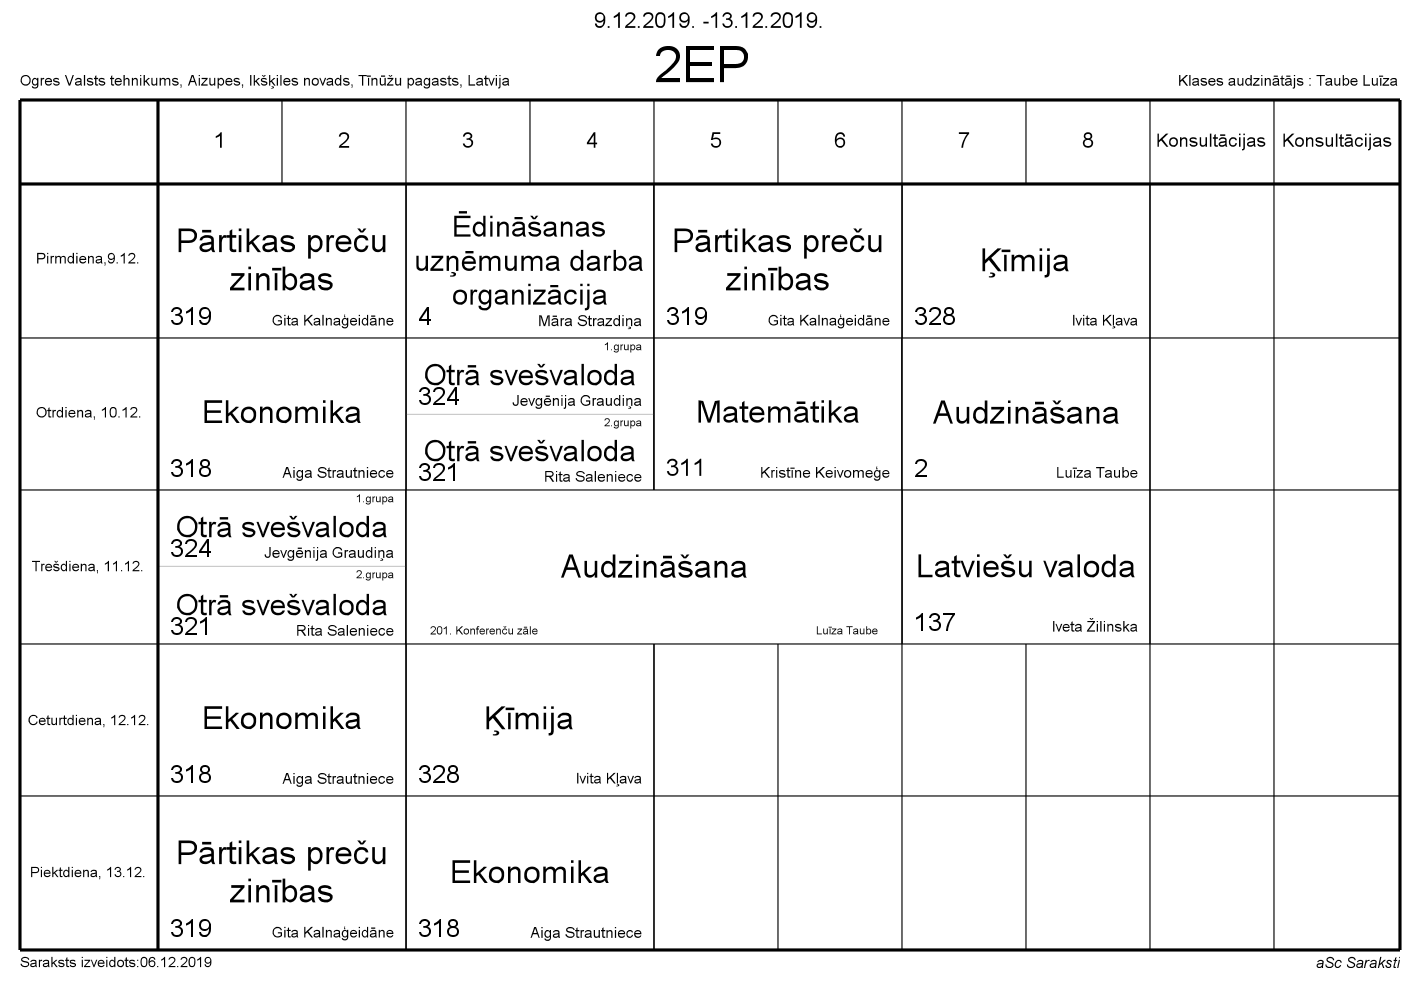 9.12.2019. -13.12.2019.
2EP
Ogres Valsts tehnikums, Aizupes, Ikšķiles novads, Tīnūžu pagasts, Latvija
Klases audzinātājs : Taube Luīza
1 2 3 4 5 6 7 8 Konsultācijas Konsultācijas
Pirmdiena,9.12.
Pārtikas preču
zinības
319 Gita Kalnaģeidāne
Ēdināšanas
uzņēmuma darba
organizācija
4 Māra Strazdiņa
Pārtikas preču
zinības
319 Gita Kalnaģeidāne
Ķīmija
328 Ivita Kļava
Otrdiena, 10.12.
Ekonomika
318 Aiga Strautniece
1.grupa
Otrā svešvaloda
324 Jevgēnija Graudiņa
2.grupa
Otrā svešvaloda
321 Rita Saleniece
Matemātika
311 Kristīne Keivomeģe
Audzināšana
2 Luīza Taube
Trešdiena, 11.12.
1.grupa
Otrā svešvaloda
324 Jevgēnija Graudiņa
2.grupa
Otrā svešvaloda
321 Rita Saleniece
Audzināšana
201. Konferenču zāle Luīza Taube
Latviešu valoda
137 Iveta Žilinska
Ceturtdiena, 12.12.
Ekonomika
318 Aiga Strautniece
Ķīmija
328 Ivita Kļava
Piektdiena, 13.12.
Pārtikas preču
zinības
319 Gita Kalnaģeidāne
Ekonomika
318 Aiga Strautniece
Saraksts izveidots:06.12.2019
aSc Saraksti